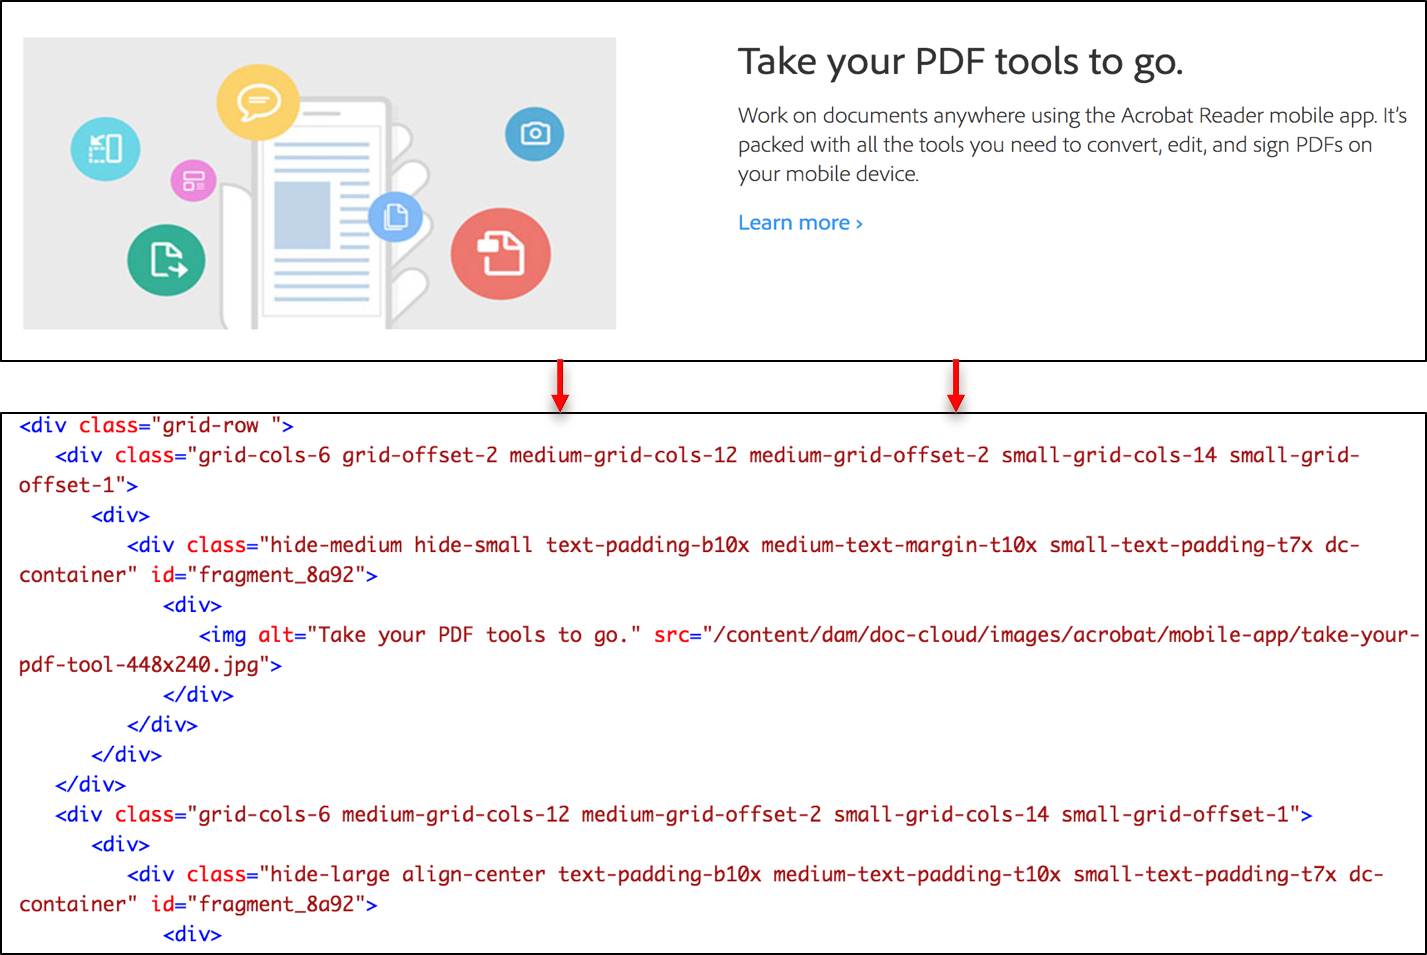 Take your PDF tools to go.
Work on documents anywhere using the Acrobat Reader mobile app. It's
packed with all the tools you need to convert, edit, and sign PDFs on
your mobile device.
Learn more ›
<div class="grid-row ">
<div class="grid-cols-6 grid-offset-2 medium-grid-cols-12 medium-grid-offset-2 small-grid-cols-14 small-grid-
offset-1">
<div>
<div class="hide-medium hide-small text-padding-b10x medium-text-margin-t10x small-text-padding-t7x dc-
container" id="fragment_8a92">
<div>
<img alt="Take your PDF tools to go." src="/content/dam/doc-cloud/images/acrobat/mobile-app/take-your-
pdf-tool-448x240.jpg">
</div>
</div>
</div>
</div>
<div class="grid-cols-6 medium-grid-cols-12 medium-grid-offset-2 small-grid-cols-14 small-grid-offset-1">
<div>
<div class="hide-large align-center text-padding-b10x medium-text-padding-t10x small-text-padding-t7x dc-
container" id="fragment_8a92">
<div>